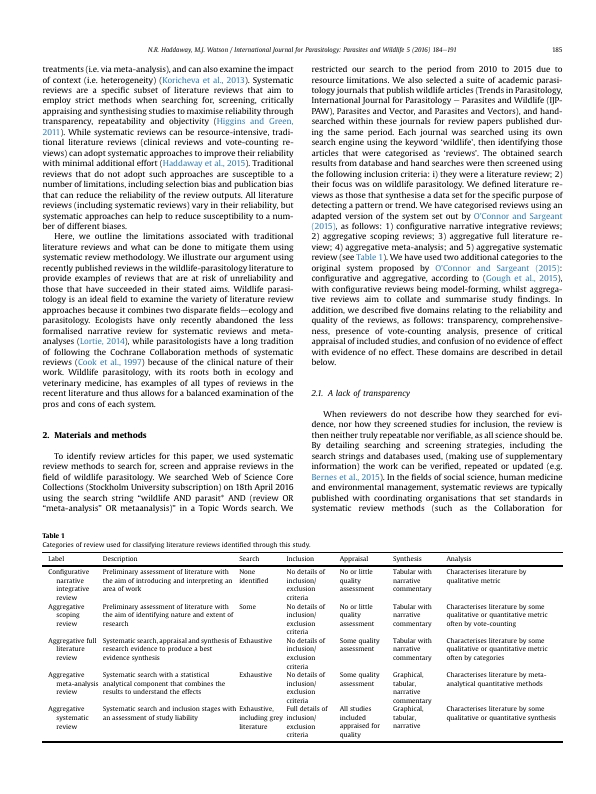 N.R. Haddaway, M.J. Watson / International Journal for Parasitology: Parasites and Wildlife 5 (2016) 184–191
185
treatments (i.e. via meta-analysis), and can also examine the impact
of context (i.e. heterogeneity) (Koricheva et al., 2013). Systematic
reviews are a specific subset of literature reviews that aim to
employ strict methods when searching for, screening, critically
appraising and synthesising studies to maximise reliability through
transparency, repeatability and objectivity (Higgins and Green,
2011). While systematic reviews can be resource-intensive, tradi-
tional literature reviews (clinical reviews and vote-counting re-
views) can adopt systematic approaches to improve their reliability
with minimal additional effort (Haddaway et al., 2015). Traditional
reviews that do not adopt such approaches are susceptible to a
number of limitations, including selection bias and publication bias
that can reduce the reliability of the review outputs. All literature
reviews (including systematic reviews) vary in their reliability, but
systematic approaches can help to reduce susceptibility to a num-
ber of different biases.
Here, we outline the limitations associated with traditional
literature reviews and what can be done to mitigate them using
systematic review methodology. We illustrate our argument using
recently published reviews in the wildlife-parasitology literature to
provide examples of reviews that are at risk of unreliability and
those that have succeeded in their stated aims. Wildlife parasi-
tology is an ideal field to examine the variety of literature review
approaches because it combines two disparate fields—ecology and
parasitology. Ecologists have only recently abandoned the less
formalised narrative review for systematic reviews and meta-
analyses (Lortie, 2014), while parasitologists have a long tradition
of following the Cochrane Collaboration methods of systematic
reviews (Cook et al., 1997) because of the clinical nature of their
work. Wildlife parasitology, with its roots both in ecology and
veterinary medicine, has examples of all types of reviews in the
recent literature and thus allows for a balanced examination of the
pros and cons of each system.
2. Materials and methods
To identify review articles for this paper, we used systematic
review methods to search for, screen and appraise reviews in the
field of wildlife parasitology. We searched Web of Science Core
Collections (Stockholm University subscription) on 18th April 2016
using the search string “wildlife AND parasit* AND (review OR
“meta-analysis” OR metaanalysis)” in a Topic Words search. We
restricted our search to the period from 2010 to 2015 due to
resource limitations. We also selected a suite of academic parasi-
tology journals that publish wildlife articles (Trends in Parasitology,
International Journal for Parasitology – Parasites and Wildlife (IJP-
PAW), Parasites and Vector, and Parasites and Vectors), and hand-
searched within these journals for review papers published dur-
ing the same period. Each journal was searched using its own
search engine using the keyword ‘wildlife’, then identifying those
articles that were categorised as ‘reviews’. The obtained search
results from database and hand searches were then screened using
the following inclusion criteria: i) they were a literature review; 2)
their focus was on wildlife parasitology. We defined literature re-
views as those that synthesise a data set for the specific purpose of
detecting a pattern or trend. We have categorised reviews using an
adapted version of the system set out by O'Connor and Sargeant
(2015), as follows: 1) configurative narrative integrative reviews;
2) aggregative scoping reviews; 3) aggregative full literature re-
view; 4) aggregative meta-analysis; and 5) aggregative systematic
review (see Table 1). We have used two additional categories to the
original system proposed by O'Connor and Sargeant (2015):
configurative and aggregative, according to (Gough et al., 2015),
with configurative reviews being model-forming, whilst aggrega-
tive reviews aim to collate and summarise study findings. In
addition, we described five domains relating to the reliability and
quality of the reviews, as follows: transparency, comprehensive-
ness, presence of vote-counting analysis, presence of critical
appraisal of included studies, and confusion of no evidence of effect
with evidence of no effect. These domains are described in detail
below.
2.1. A lack of transparency
When reviewers do not describe how they searched for evi-
dence, nor how they screened studies for inclusion, the review is
then neither truly repeatable nor verifiable, as all science should be.
By detailing searching and screening strategies, including the
search strings and databases used, (making use of supplementary
information) the work can be verified, repeated or updated (e.g.
Bernes et al., 2015). In the fields of social science, human medicine
and environmental management, systematic reviews are typically
published with coordinating organisations that set standards in
systematic review methods (such as the Collaboration for
Table 1
Categories of review used for classifying literature reviews identified through this study.
Label Description Search Inclusion Appraisal Synthesis Analysis
Configurative Preliminary assessment of literature with None No details of No or little Tabular with Characterises literature by
narrative the aim of introducing and interpreting an identified inclusion/ quality narrative qualitative metric
integrative area of work exclusion assessment commentary
review criteria
Aggregative Preliminary assessment of literature with Some No details of No or little Tabular with Characterises literature by some
scoping the aim of identifying nature and extent of inclusion/ quality narrative qualitative or quantitative metric
review research exclusion assessment commentary often by vote-counting
criteria
Aggregative full Systematic search, appraisal and synthesis of Exhaustive No details of Some quality Tabular with Characterises literature by some
literature research evidence to produce a best inclusion/ assessment narrative qualitative or quantitative metric
review evidence synthesis exclusion commentary often by categories
criteria
Aggregative Systematic search with a statistical Exhaustive No details of Some quality Graphical, Characterises literature by meta-
meta-analysis analytical component that combines the inclusion/ assessment tabular, analytical quantitative methods
review results to understand the effects exclusion narrative
criteria commentary
Aggregative Systematic search and inclusion stages with Exhaustive, Full details of All studies Graphical, Characterises literature by some
systematic an assessment of study liability including grey inclusion/ included tabular, qualitative or quantitative synthesis
review literature exclusion appraised for narrative
criteria quality